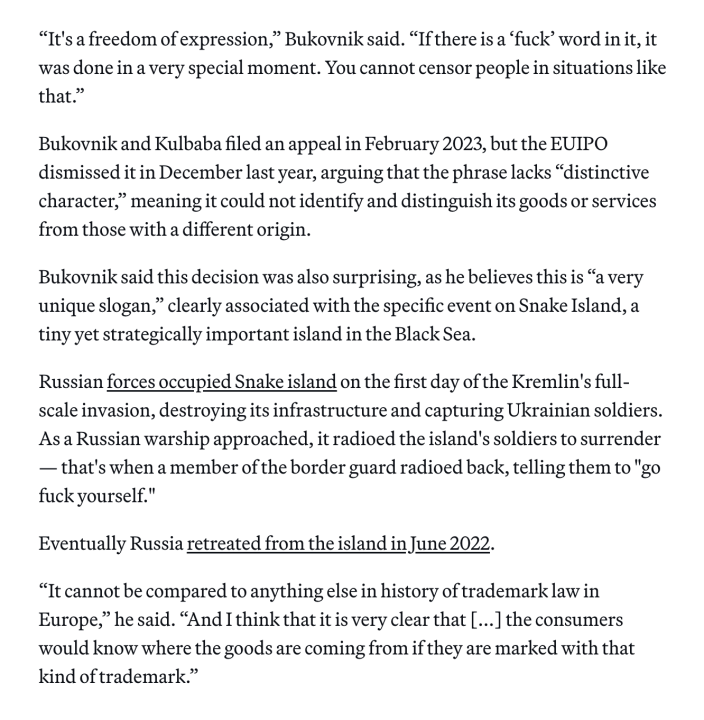 “It's a freedom of expression,” Bukovnik said. “If there is a ‘fuck’ word in it, it
was done in a very special moment. You cannot censor people in situations like
that.”
Bukovnik and Kulbaba filed an appeal in February 2023, but the EUIPO
dismissed it in December last year, arguing that the phrase lacks “distinctive
character,” meaning it could not identify and distinguish its goods or services
from those with a different origin.
Bukovnik said this decision was also surprising, as he believes this is “a very
unique slogan,” clearly associated with the specific event on Snake Island, a
tiny yet strategically important island in the Black Sea.
Russian forces occupied Snake island on the first day of the Kremlin's full-
scale invasion, destroying its infrastructure and capturing Ukrainian soldiers.
As a Russian warship approached, it radioed the island's soldiers to surrender
— that's when a member of the border guard radioed back, telling them to "go
fuck yourself."
Eventually Russia retreated from the island in June 2022.
“It cannot be compared to anything else in history of trademark law in
Europe,” he said. “And I think that it is very clear that [...] the consumers
would know where the goods are coming from if they are marked with that
kind of trademark.”